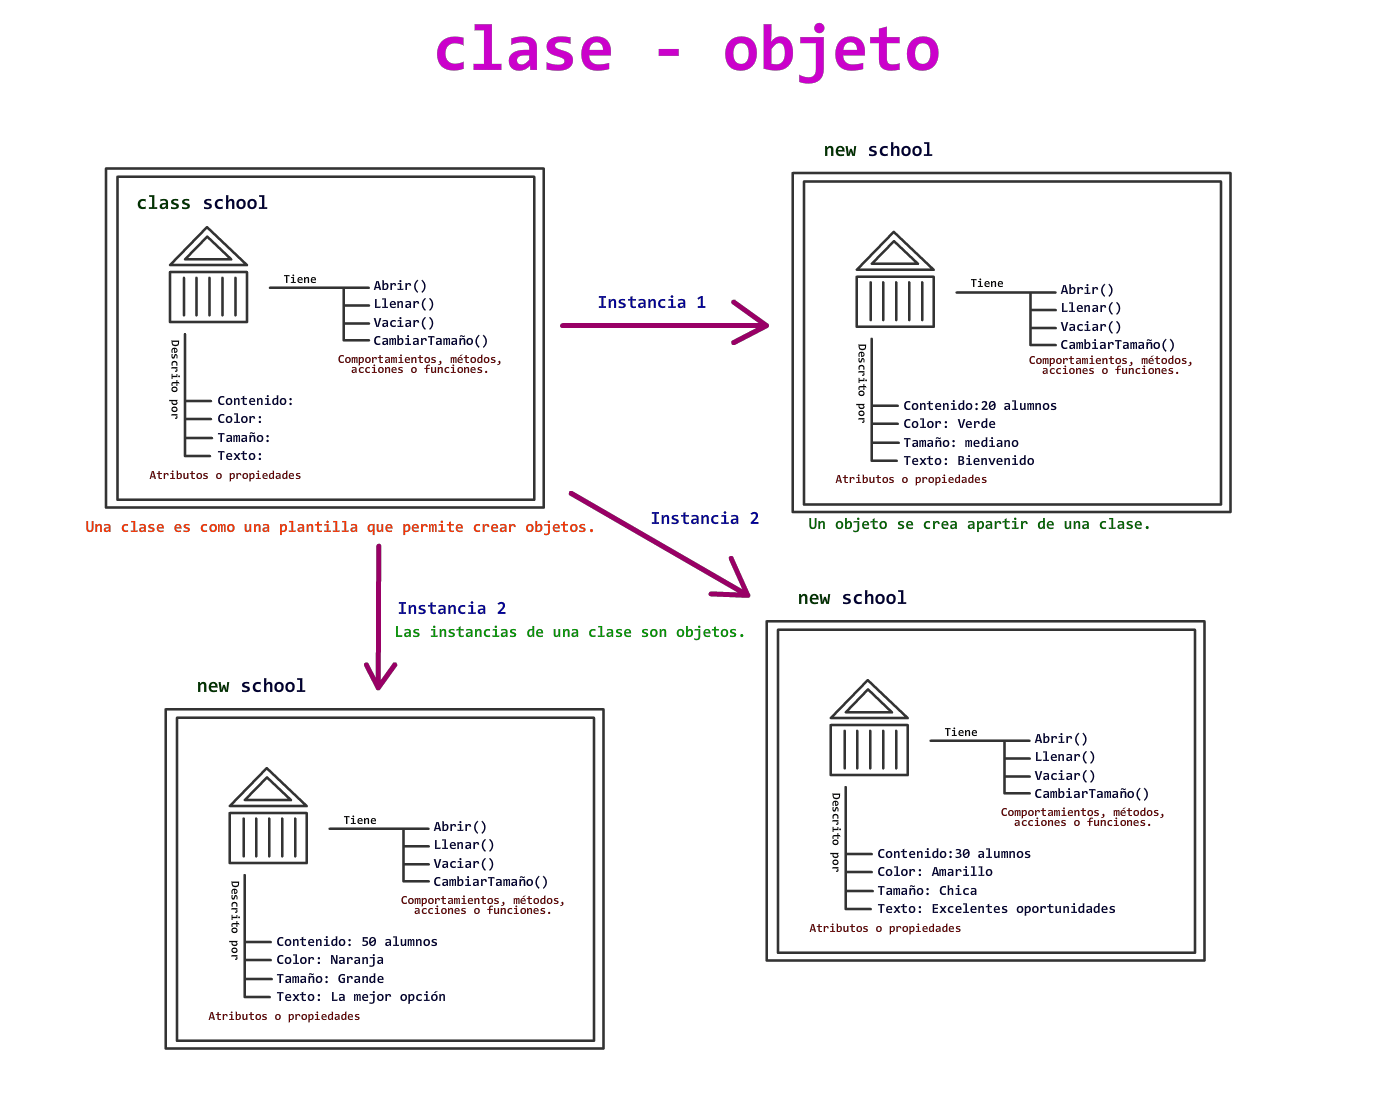 clase - objeto
class school
Tiene
Abrir()
Llenar()
Vaciar()
CambiarTamaño()
Comportamientos, métodos,
acciones o funciones.
Descrito por
Contenido:
Color:
Tamaño:
Texto:
Atributos o propiedades
Una clase es como una plantilla que permite crear objetos.
Instancia 1
new school
Tiene
Abrir()
Llenar()
Vaciar()
CambiarTamaño()
Comportamientos, métodos,
acciones o funciones.
Descrito por
Contenido:20 alumnos
Color: Verde
Tamaño: mediano
Texto: Bienvenido
Atributos o propiedades
Un objeto se crea apartir de una clase.
Instancia 2
Instancia 2
Las instancias de una clase son objetos.
new school
Tiene
Abrir()
Llenar()
Vaciar()
CambiarTamaño()
Comportamientos, métodos,
acciones o funciones.
Descrito por
Contenido: 50 alumnos
Color: Naranja
Tamaño: Grande
Texto: La mejor opción
Atributos o propiedades
new school
Tiene
Abrir()
Llenar()
Vaciar()
CambiarTamaño()
Comportamientos, métodos,
acciones o funciones.
Descrito por
Contenido:30 alumnos
Color: Amarillo
Tamaño: Chica
Texto: Excelentes oportunidades
Atributos o propiedades